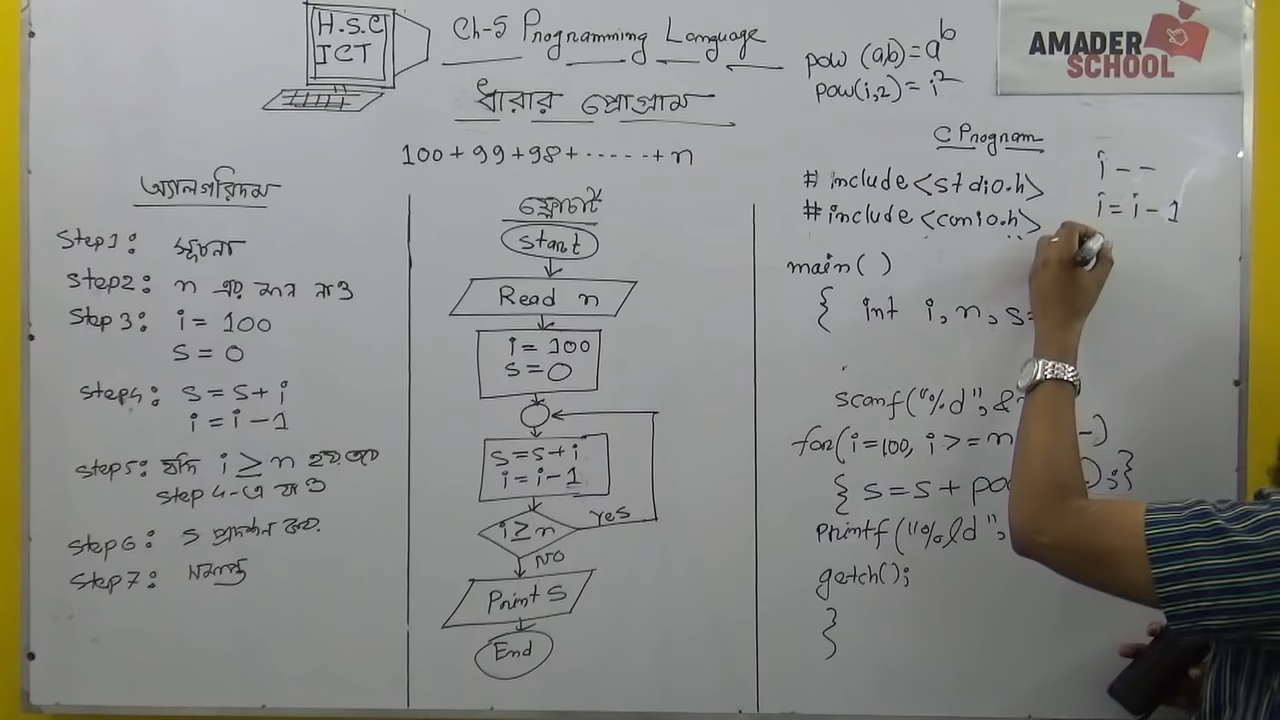 H.S.C
ICT
Ch-5 Programming Language
ধারার প্রোগ্রাম
100+99+98+......+n
pow (a,b)=a^b
pow(i,2)=i^2
AMADER
SCHOOL
অ্যালগরিদম
Step1: সূচনা
Step2: n এর মান নাও
Step 3: i = 100
s = 0
Step4: s = s + i
i = i - 1
Step5: যদি i ≥ n হয় তবে
Step 4-এ যাও
Step6: s প্রদর্শন কর.
Step7: সমাপ্ত
ফ্লোচার্ট
Start
Read n
i = 100
s = 0
s = s + i
i = i - 1
i ≥ n
Yes
NO
Print S
End
C Program
i - -
i = i - 1
# include <stdio.h>
# include <conio.h>
main( )
{ int i, n, s=
scanf("%d", &
for(i=100, i >= n -)
{ s = s + po ); }
printf("%ld",
getch();
}